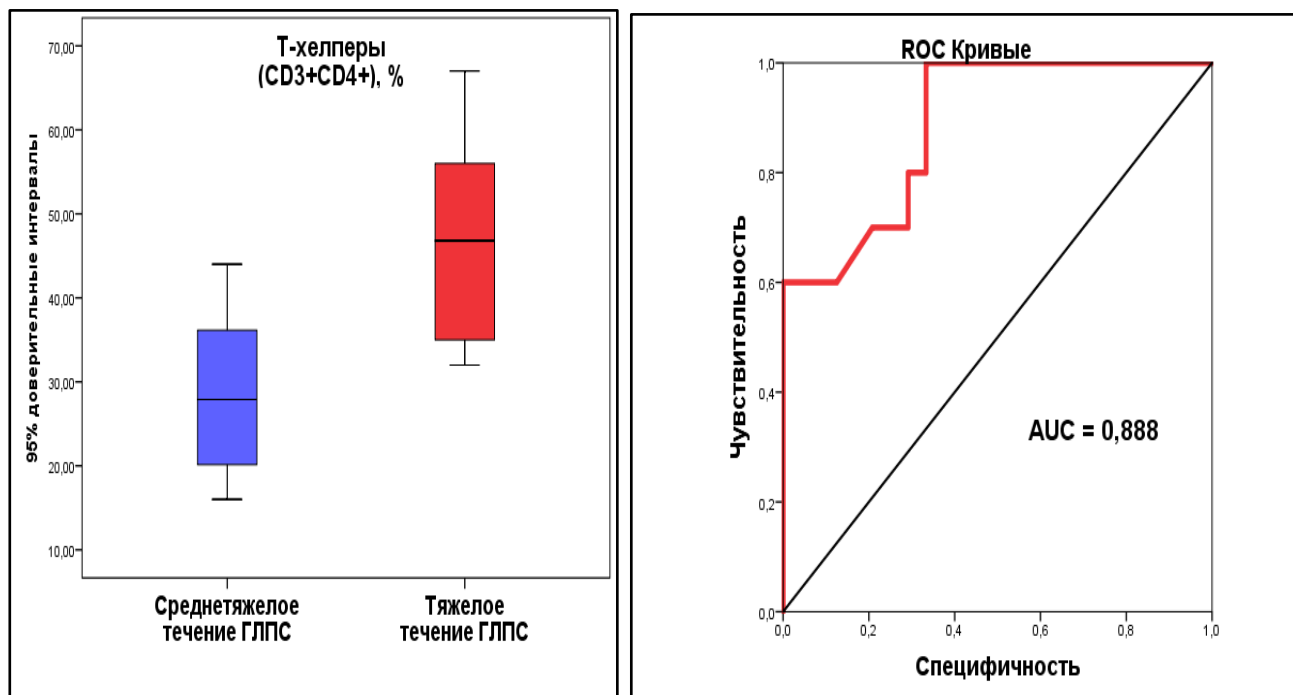 Т-хелперы
(CD3+CD4+), %
95% доверительные интервалы
70,00
60,00
50,00
40,00
30,00
20,00
10,00
Среднетяжелое
течение ГЛПС
Тяжелое
течение ГЛПС
ROC Кривые
Чувствительность
1,0
0,8
0,6
0,4
0,2
0,0
AUC = 0,888
0,0 0,2 0,4 0,6 0,8 1,0
Специфичность